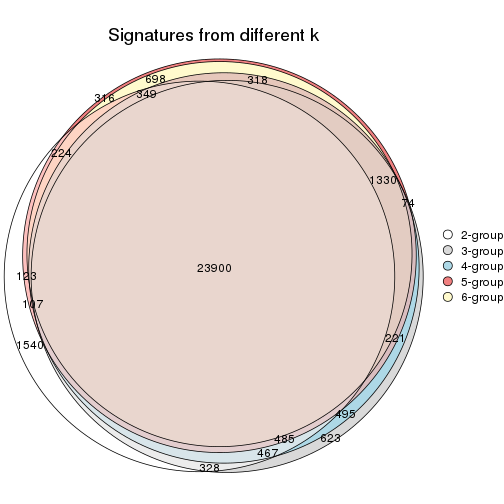 Signatures from different k
698
318
316
349
224
1330
74
2-group
3-group
4-group
5-group
6-group
23900
123
107
1540
221
495
485
623
467
328